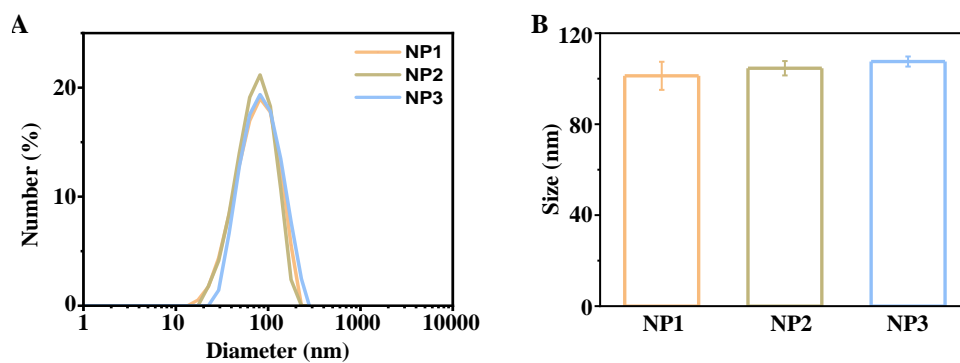 A
Number (%)
20
10
0
NP1
NP2
NP3
1
10
100
1000
10000
Diameter (nm)
B
Size (nm)
120
80
40
0
NP1
NP2
NP3